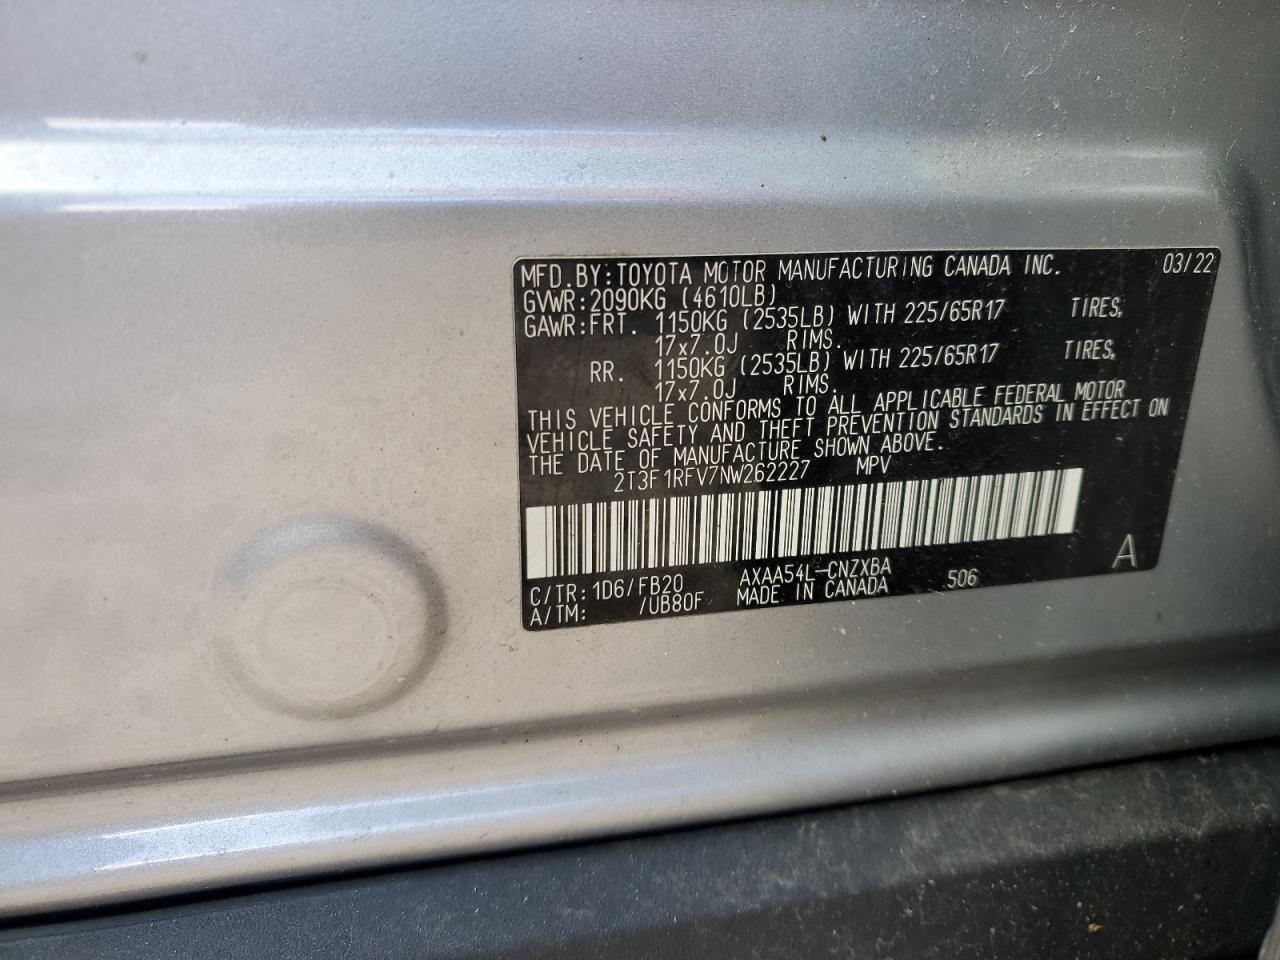 MFD.BY:TOYOTA MOTOR MANUFACTURING CANADA INC. 03/22
GVWR:2090KG (4610LB)
GAWR:FRT. 1150KG (2535LB) WITH 225/65R17 TIRES,
17x7.0J RIMS.
RR. 1150KG (2535LB) WITH 225/65R17 TIRES,
17x7.0J RIMS.
THIS VEHICLE CONFORMS TO ALL APPLICABLE FEDERAL MOTOR
VEHICLE SAFETY AND THEFT PREVENTION STANDARDS IN EFFECT ON
THE DATE OF MANUFACTURE SHOWN ABOVE.
2T3F1RFV7NW262227 MPV
C/TR: 1D6/FB20 AXAA54L-CNZXBA 506 A
A/TM: /UB80F MADE IN CANADA